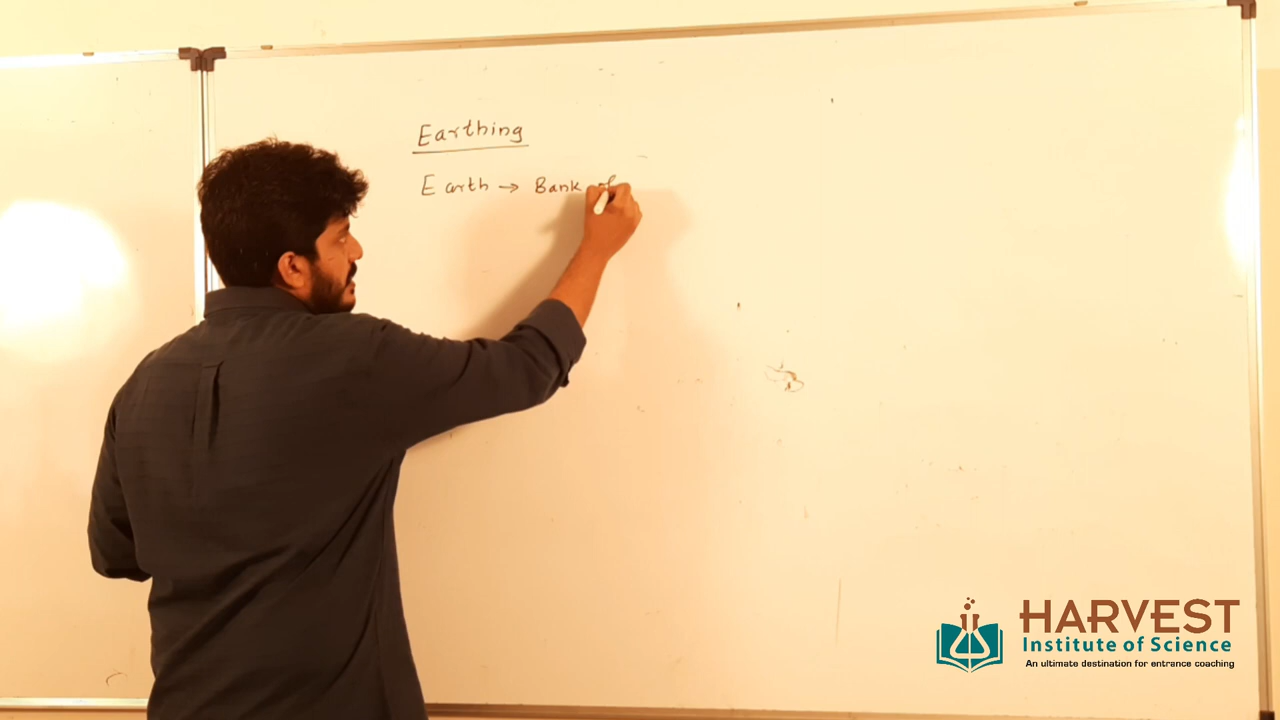 Earthing
Earth → Bank of
HARVEST
Institute of Science
An ultimate destination for entrance coaching